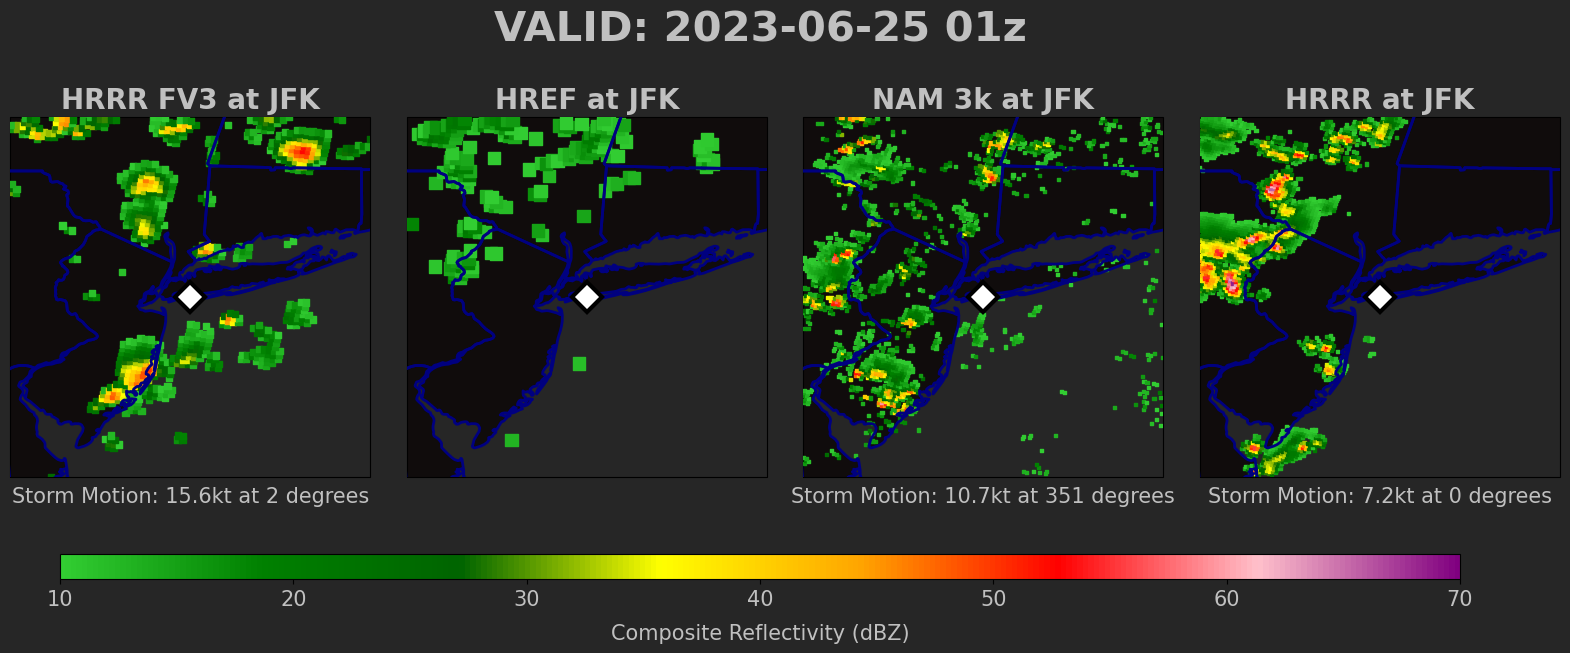 VALID: 2023-06-25 01z
HRRR FV3 at JFK
HREF at JFK
NAM 3k at JFK
HRRR at JFK
Storm Motion: 15.6kt at 2 degrees
Storm Motion: 10.7kt at 351 degrees
Storm Motion: 7.2kt at 0 degrees
10 20 30 40 50 60 70
Composite Reflectivity (dBZ)